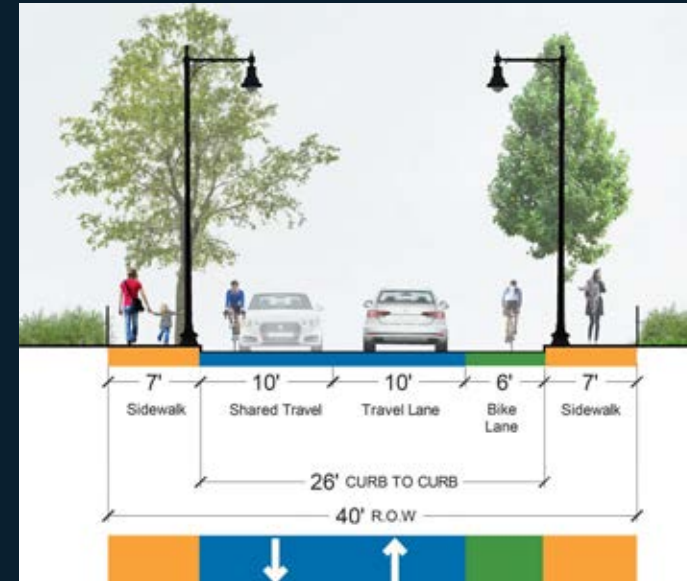 7' 10' 10' 6' 7'
Sidewalk Shared Travel Travel Lane Bike Lane Sidewalk
26' CURB TO CURB
40' R.O.W